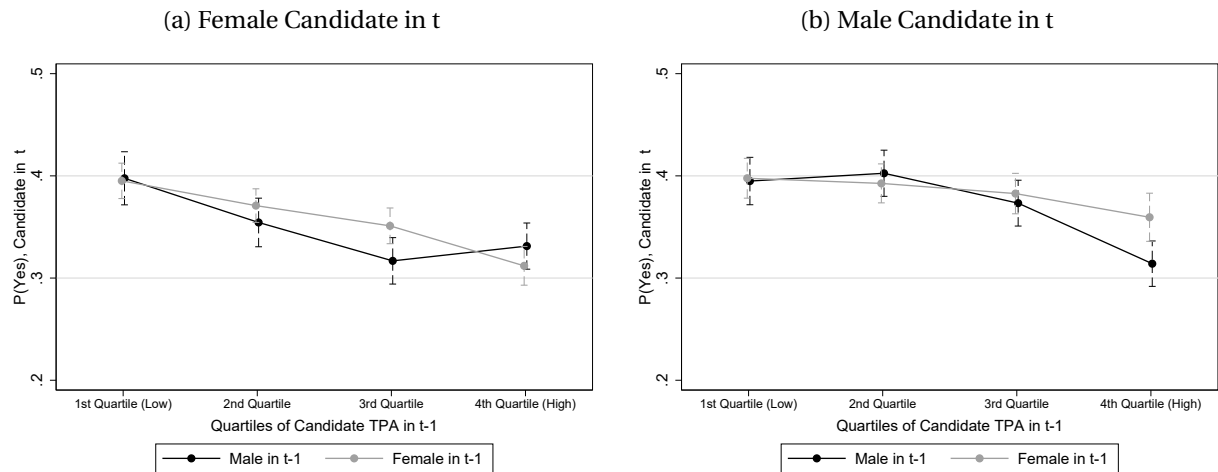 (a) Female Candidate in t
P(Yes), Candidate in t
.5
.4
.3
.2
1st Quartile (Low) 2nd Quartile 3rd Quartile 4th Quartile (High)
Quartiles of Candidate TPA in t-1
Male in t-1 Female in t-1
(b) Male Candidate in t
P(Yes), Candidate in t
.5
.4
.3
.2
1st Quartile (Low) 2nd Quartile 3rd Quartile 4th Quartile (High)
Quartiles of Candidate TPA in t-1
Male in t-1 Female in t-1